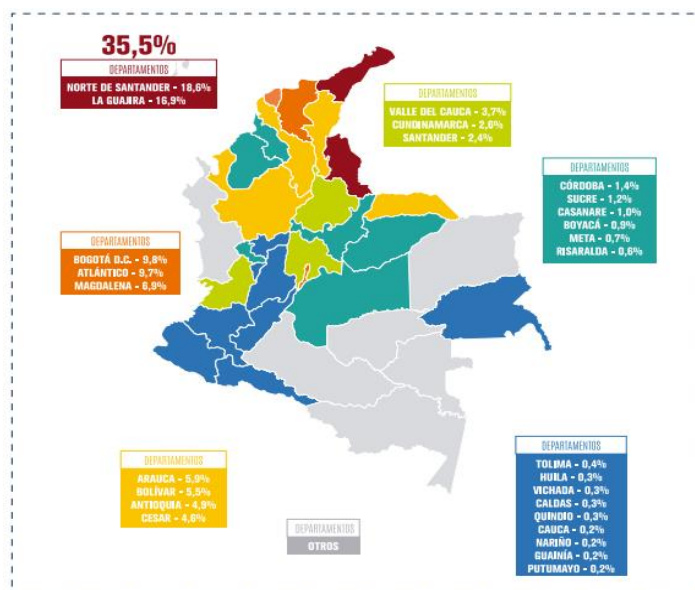 35,5%
DEPARTAMENTOS
NORTE DE SANTANDER - 18,6%
LA GUAJIRA - 16,9%
DEPARTAMENTOS
VALLE DEL CAUCA - 3,7%
CUNDINAMARCA - 2,6%
SANTANDER - 2,4%
DEPARTAMENTOS
CÓRDOBA - 1,4%
SUCRE - 1,2%
CASANARE - 1,0%
BOYACÁ - 0,9%
META - 0,7%
RISARALDA - 0,6%
DEPARTAMENTOS
BOGOTÁ D.C. - 9,8%
ATLÁNTICO - 9,7%
MAGDALENA - 6,9%
DEPARTAMENTOS
ARAUCA - 5,9%
BOLÍVAR - 5,5%
ANTIOQUIA - 4,9%
CESAR - 4,6%
DEPARTAMENTOS
OTROS
DEPARTAMENTOS
TOLIMA - 0,4%
HUILA - 0,3%
VICHADA - 0,3%
CALDAS - 0,3%
QUINDIO - 0,3%
CAUCA - 0,2%
NARIÑO - 0,2%
GUAINÍA - 0,2%
PUTUMAYO - 0,2%